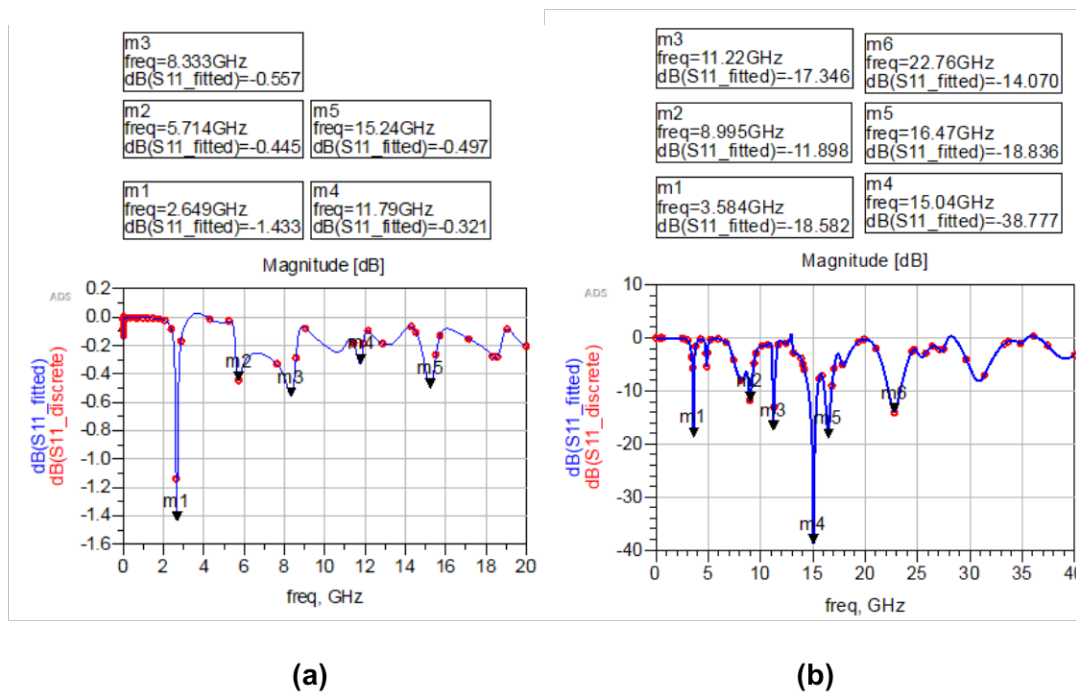 m3
freq=8.333GHz
dB(S11_fitted)=-0.557
m2
freq=5.714GHz
dB(S11_fitted)=-0.445
m5
freq=15.24GHz
dB(S11_fitted)=-0.497
m1
freq=2.649GHz
dB(S11_fitted)=-1.433
m4
freq=11.79GHz
dB(S11_fitted)=-0.321
Magnitude [dB]
ADS
dB(S11_fitted)
dB(S11_discrete)
0.2
0.0
-0.2
-0.4
-0.6
-0.8
-1.0
-1.2
-1.4
-1.6
m1
m2
m3
m4
m5
0 2 4 6 8 10 12 14 16 18 20
freq, GHz
(a)
m3
freq=11.22GHz
dB(S11_fitted)=-17.346
m6
freq=22.76GHz
dB(S11_fitted)=-14.070
m2
freq=8.995GHz
dB(S11_fitted)=-11.898
m5
freq=16.47GHz
dB(S11_fitted)=-18.836
m1
freq=3.584GHz
dB(S11_fitted)=-18.582
m4
freq=15.04GHz
dB(S11_fitted)=-38.777
Magnitude [dB]
ADS
dB(S11_fitted)
dB(S11_discrete)
10
0
-10
-20
-30
-40
m1
m2
m3
m4
m5
m6
0 5 10 15 20 25 30 35 40
freq, GHz
(b)